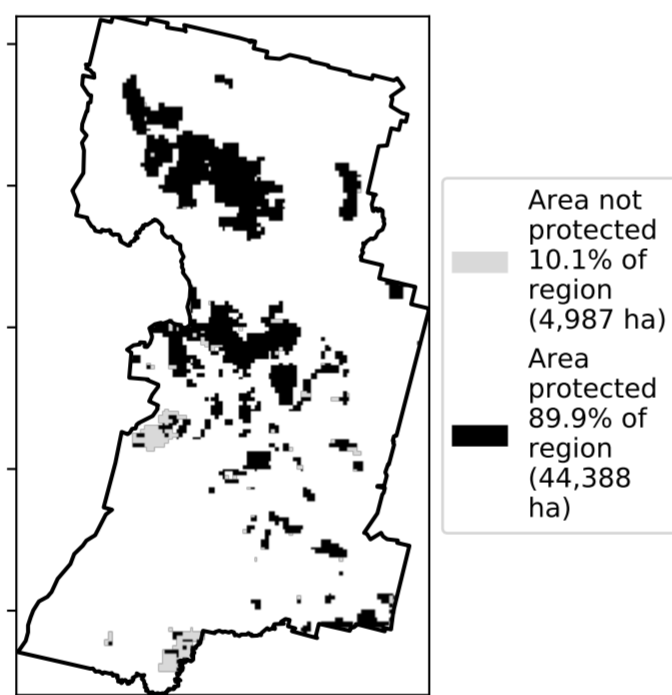 Area not
protected
10.1% of
region
(4,987 ha)
Area
protected
89.9% of
region
(44,388
ha)